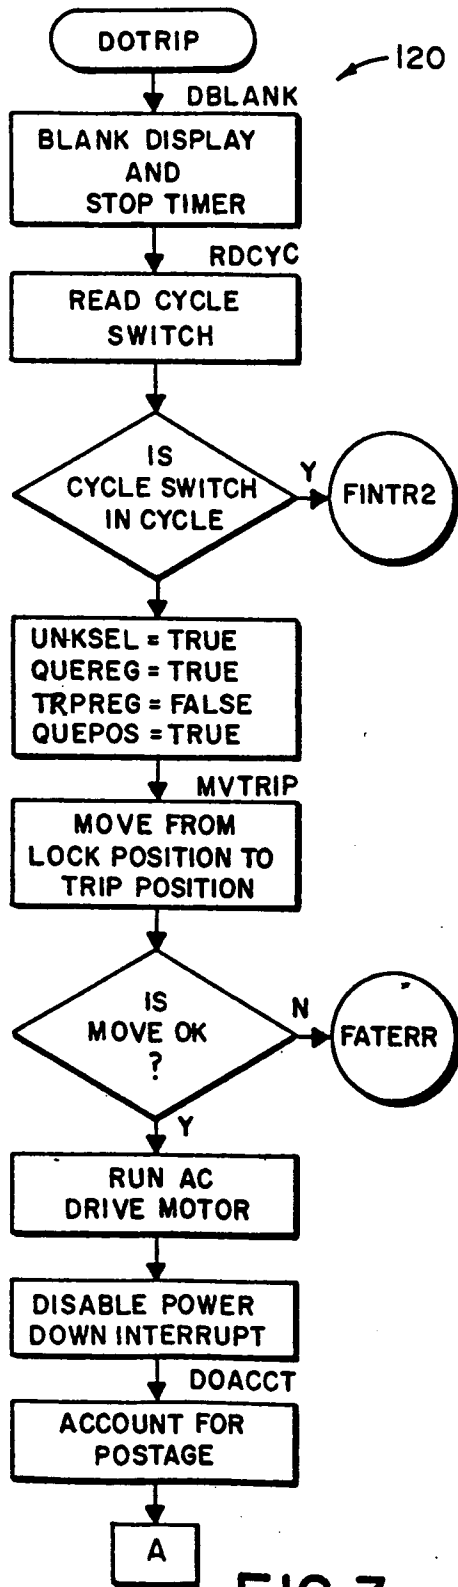 DOTRIP
120
DBLANK
BLANK DISPLAY
AND
STOP TIMER
RDCYC
READ CYCLE
SWITCH
IS
CYCLE SWITCH
IN CYCLE
Y
FINTR2
UNKSEL = TRUE
QUEREG = TRUE
TRPREG = FALSE
QUEPOS = TRUE
MVTRIP
MOVE FROM
LOCK POSITION TO
TRIP POSITION
IS
MOVE OK
?
N
FATERR
Y
RUN AC
DRIVE MOTOR
DISABLE POWER
DOWN INTERRUPT
DOACCT
ACCOUNT FOR
POSTAGE
A